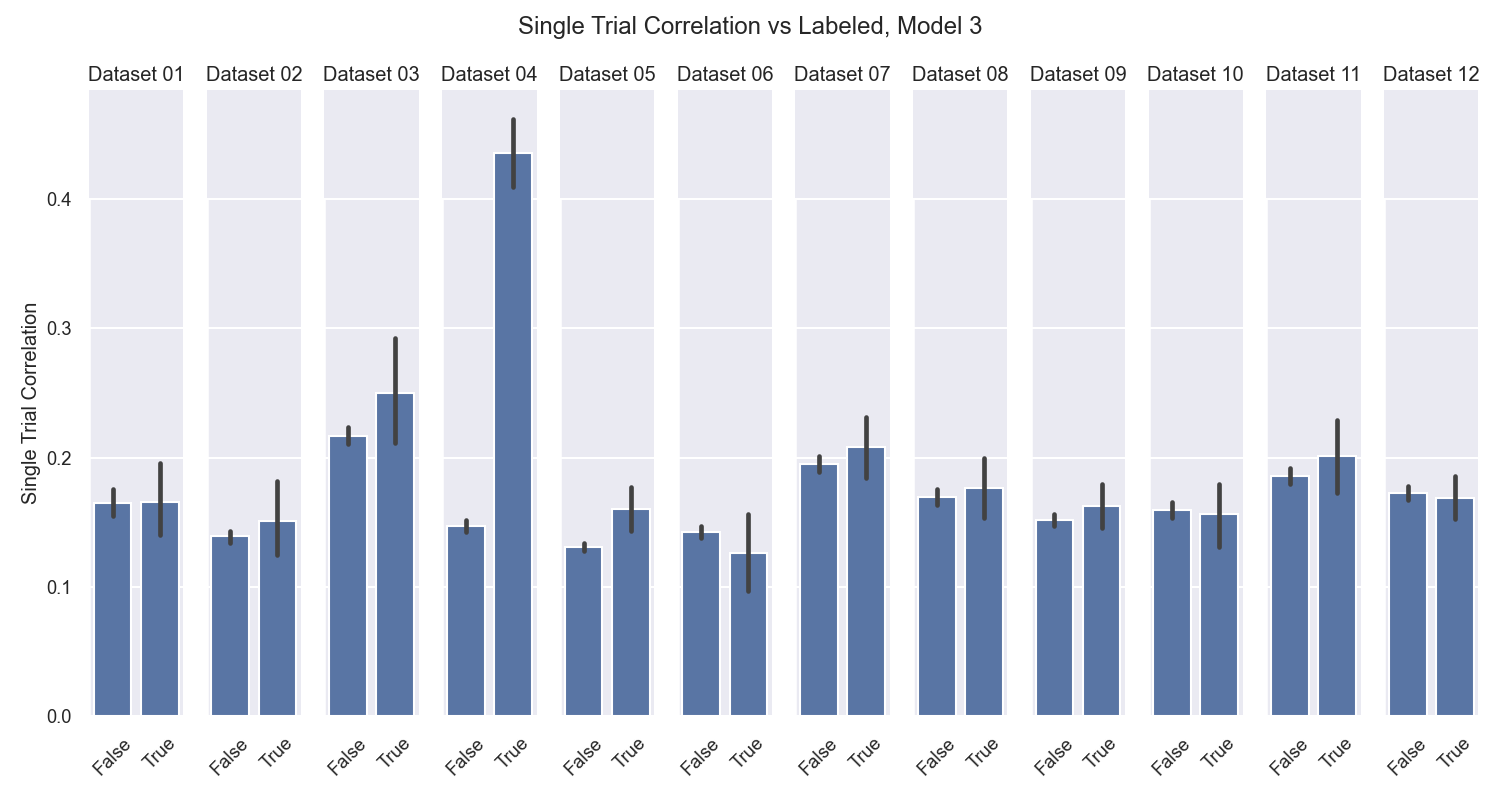 Single Trial Correlation vs Labeled, Model 3
Dataset 01 Dataset 02 Dataset 03 Dataset 04 Dataset 05 Dataset 06 Dataset 07 Dataset 08 Dataset 09 Dataset 10 Dataset 11 Dataset 12
Single Trial Correlation
0.4
0.3
0.2
0.1
0.0
False True False True False True False True False True False True False True False True False True False True False True False True